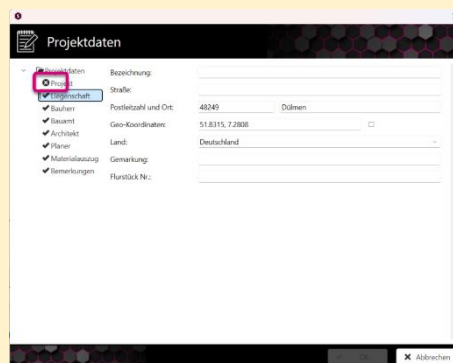 Projektdaten
Projektdaten
Projekt
Liegenschaft
Bauherr
Bauamt
Architekt
Planer
Materialauszug
Bemerkungen
Bezeichnung:
Straße:
Postleitzahl und Ort: 48249 Dülmen
Geo-Koordinaten: 51.8315; 7.2808
Land: Deutschland
Gemarkung:
Flurstück Nr.:
OK Abbrechen